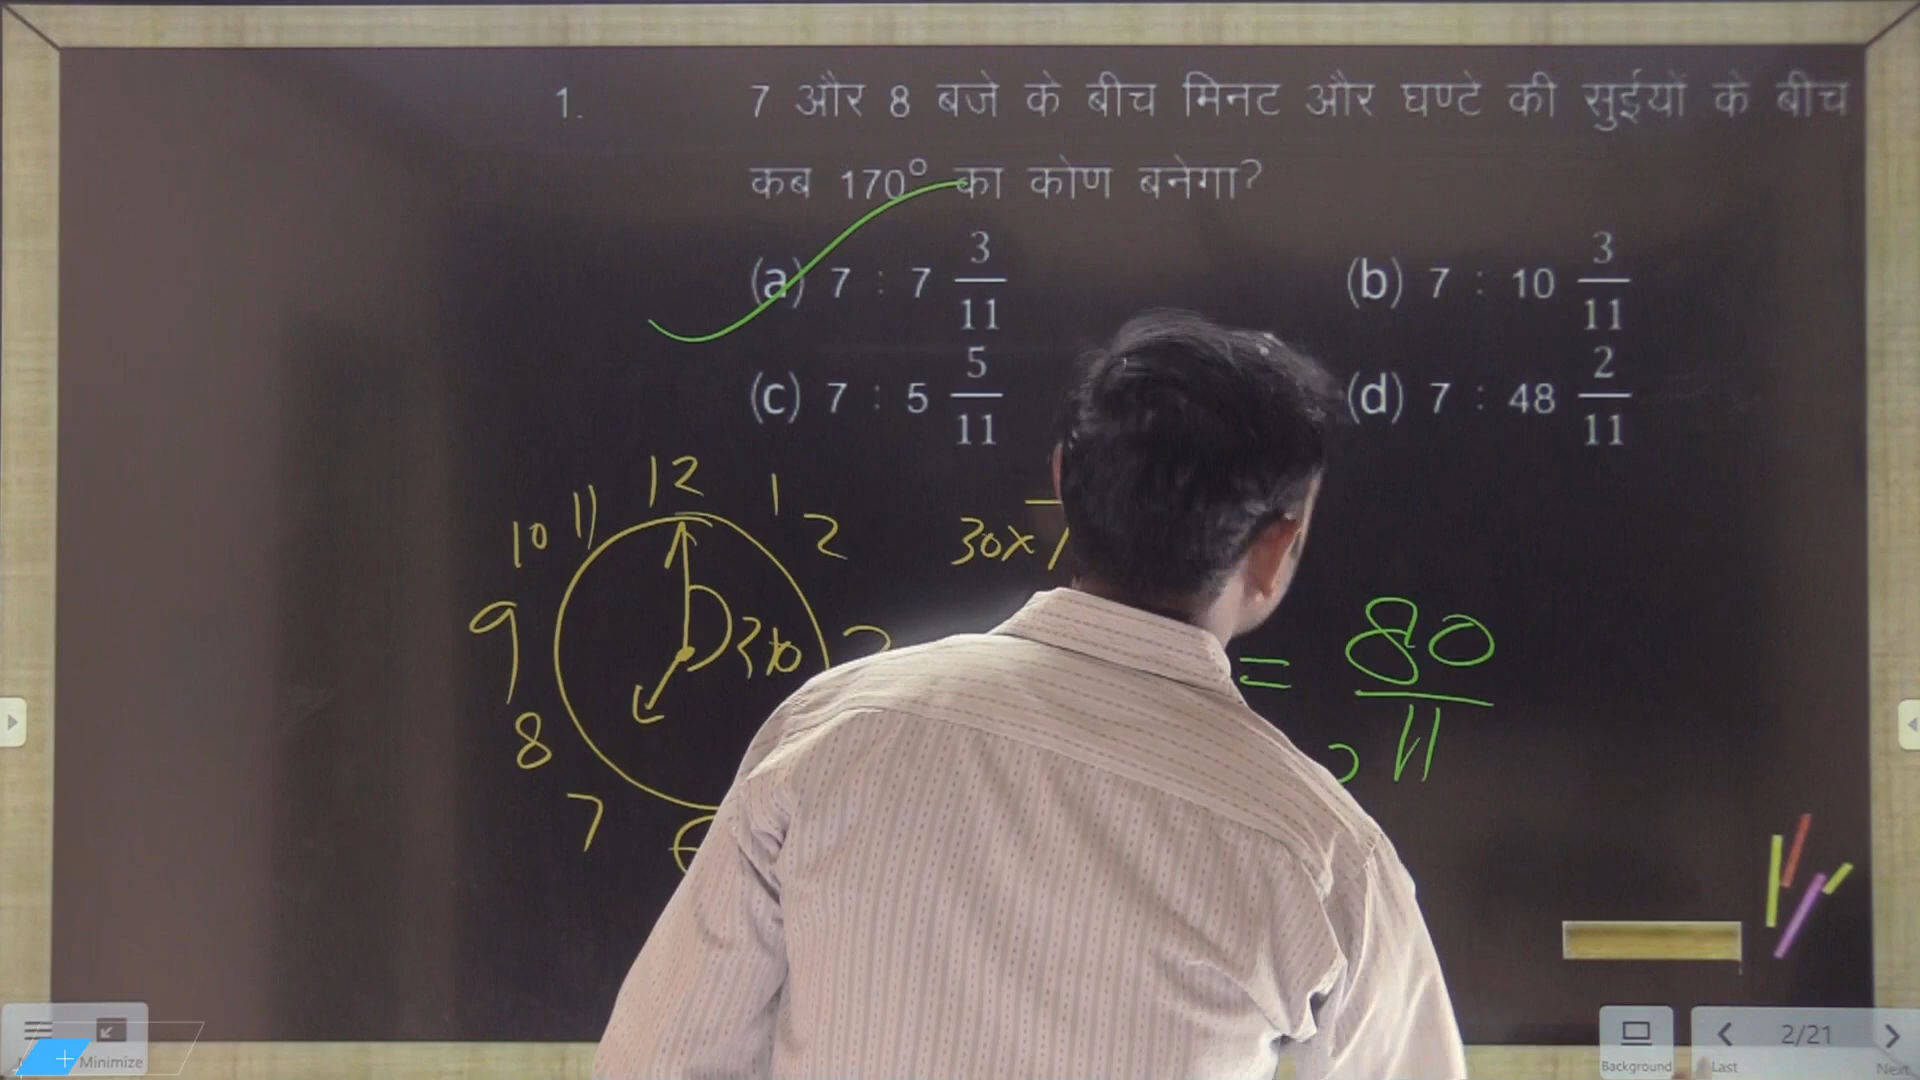 1. 7 और 8 बजे के बीच मिनट और घण्टे की सुईयों के बीच
कब 170° का कोण बनेगा?
(a) 7 : 7 3/11 (b) 7 : 10 3/11
(c) 7 : 5 5/11 (d) 7 : 48 2/11
12
11 1
10 2
30×7
9
= 80/11
8
7
6
Minimize
Background
Last
2/21
Next